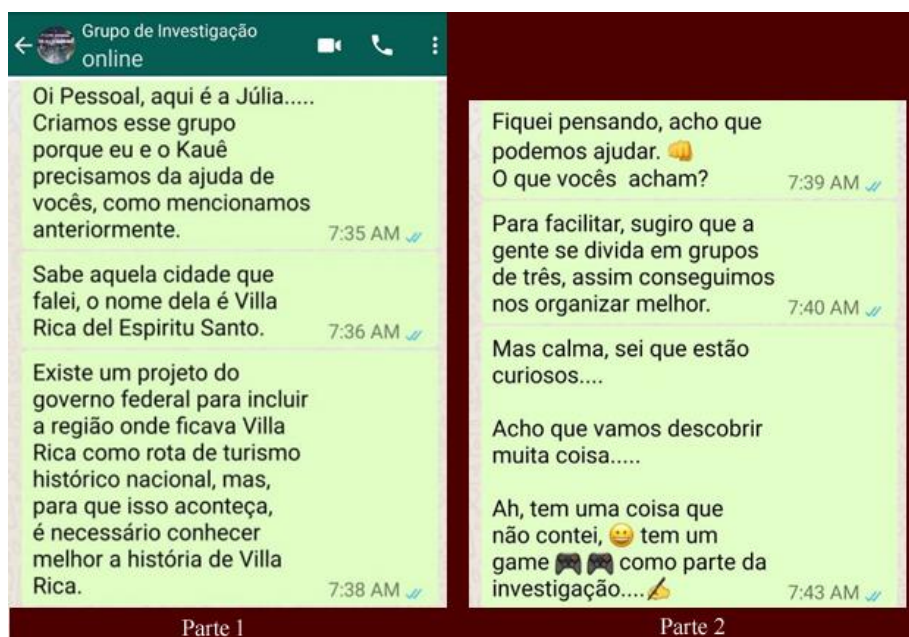 Grupo de Investigação
online
Oi Pessoal, aqui é a Júlia.....
Criamos esse grupo
porque eu e o Kauê
precisamos da ajuda de
vocês, como mencionamos
anteriormente.
7:35 AM
Sabe aquela cidade que
falei, o nome dela é Villa
Rica del Espiritu Santo.
7:36 AM
Existe um projeto do
governo federal para incluir
a região onde ficava Villa
Rica como rota de turismo
histórico nacional, mas,
para que isso aconteça,
é necessário conhecer
melhor a história de Villa
Rica.
7:38 AM
Parte 1
Fiquei pensando, acho que
podemos ajudar. 👊
O que vocês acham?
7:39 AM
Para facilitar, sugiro que a
gente se divida em grupos
de três, assim conseguimos
nos organizar melhor.
7:40 AM
Mas calma, sei que estão
curiosos....
Acho que vamos descobrir
muita coisa.....
Ah, tem uma coisa que
não contei, 😀 tem um
game 🎮 🎮 como parte da
investigação....✍
7:43 AM
Parte 2